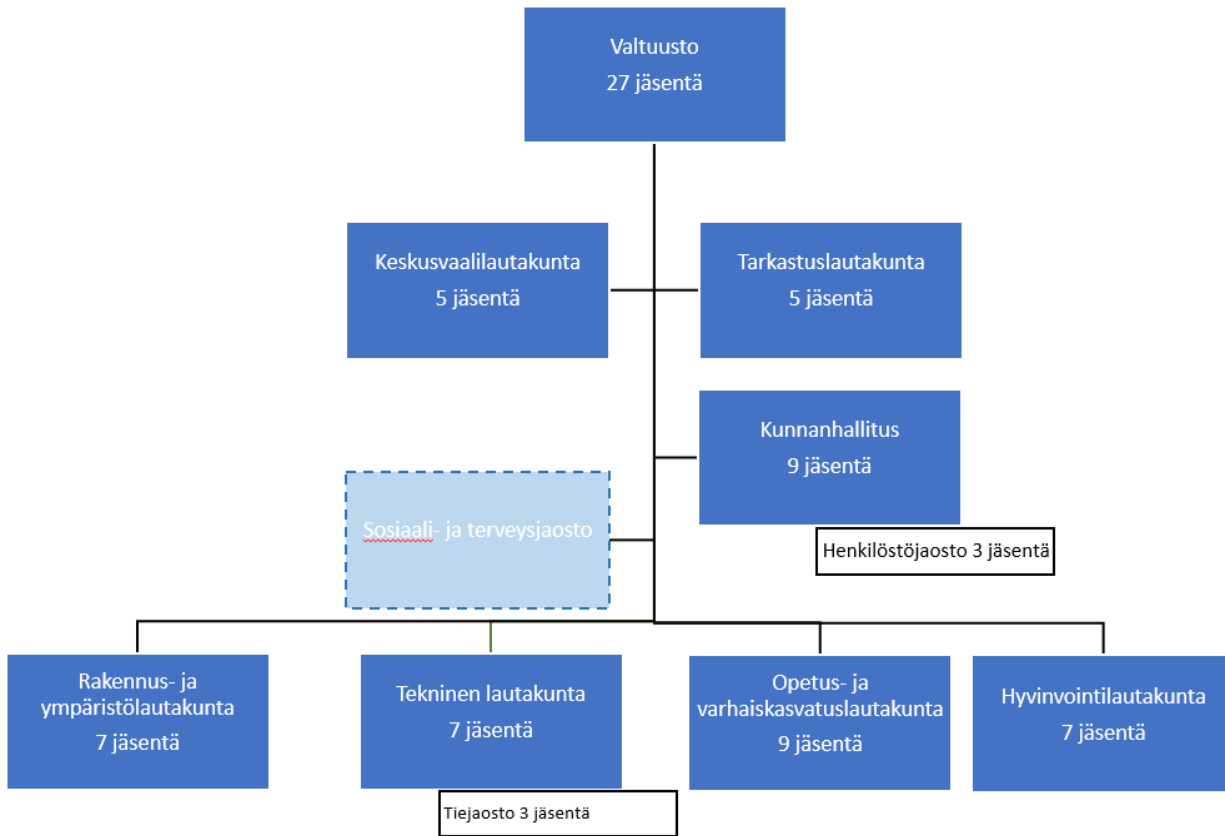 Valtuusto
27 jäsentä
Keskusvaalilautakunta
5 jäsentä
Tarkastuslautakunta
5 jäsentä
Kunnanhallitus
9 jäsentä
Sosiaali- ja terveysjaosto
Henkilöstöjaosto 3 jäsentä
Rakennus- ja
ympäristölautakunta
7 jäsentä
Tekninen lautakunta
7 jäsentä
Opetus- ja
varhaiskasvatuslautakunta
9 jäsentä
Hyvinvointilautakunta
7 jäsentä
Tiejaosto 3 jäsentä